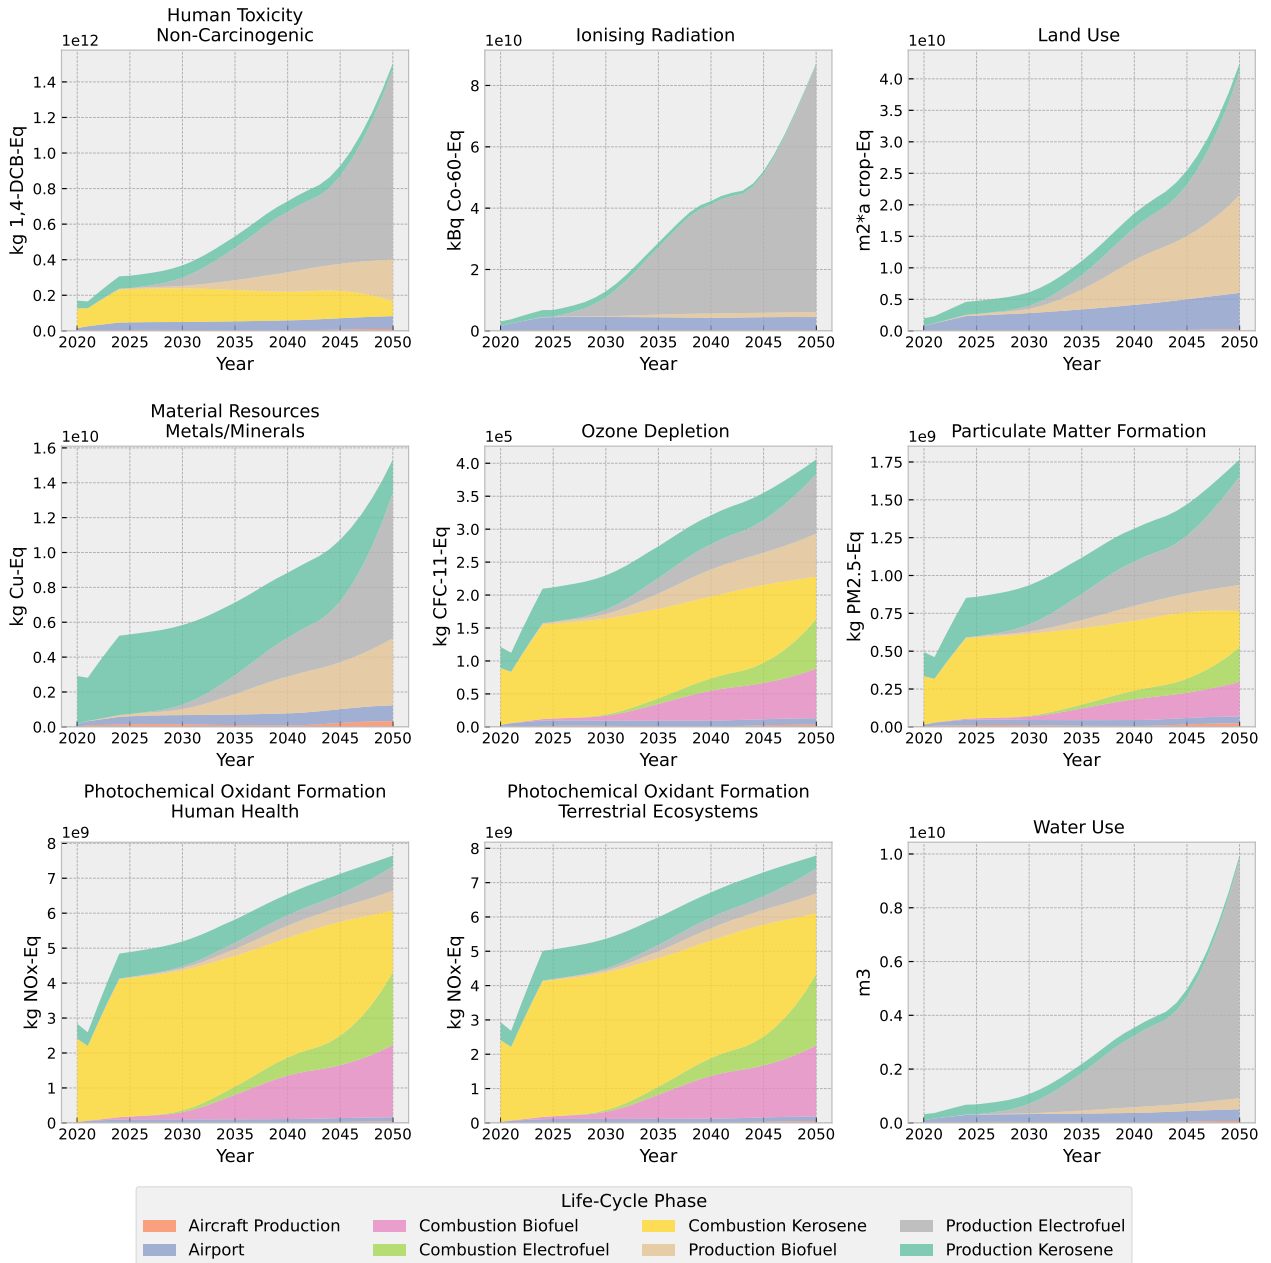 Human Toxicity
Non-Carcinogenic
1e12
kg 1,4-DCB-Eq
1.4
1.2
1.0
0.8
0.6
0.4
0.2
0.0
2020 2025 2030 2035 2040 2045 2050
Year
Ionising Radiation
1e10
kBq Co-60-Eq
8
6
4
2
0
2020 2025 2030 2035 2040 2045 2050
Year
Land Use
1e10
m2*a crop-Eq
4.0
3.5
3.0
2.5
2.0
1.5
1.0
0.5
0.0
2020 2025 2030 2035 2040 2045 2050
Year
Material Resources
Metals/Minerals
1e10
kg Cu-Eq
1.6
1.4
1.2
1.0
0.8
0.6
0.4
0.2
0.0
2020 2025 2030 2035 2040 2045 2050
Year
Ozone Depletion
1e5
kg CFC-11-Eq
4.0
3.5
3.0
2.5
2.0
1.5
1.0
0.5
0.0
2020 2025 2030 2035 2040 2045 2050
Year
Particulate Matter Formation
1e9
kg PM2.5-Eq
1.75
1.50
1.25
1.00
0.75
0.50
0.25
0.00
2020 2025 2030 2035 2040 2045 2050
Year
Photochemical Oxidant Formation
Human Health
1e9
kg NOx-Eq
8
7
6
5
4
3
2
1
0
2020 2025 2030 2035 2040 2045 2050
Year
Photochemical Oxidant Formation
Terrestrial Ecosystems
1e9
kg NOx-Eq
8
7
6
5
4
3
2
1
0
2020 2025 2030 2035 2040 2045 2050
Year
Water Use
1e10
m3
1.0
0.8
0.6
0.4
0.2
0.0
2020 2025 2030 2035 2040 2045 2050
Year
Life-Cycle Phase
Aircraft Production
Airport
Combustion Biofuel
Combustion Electrofuel
Combustion Kerosene
Production Biofuel
Production Electrofuel
Production Kerosene